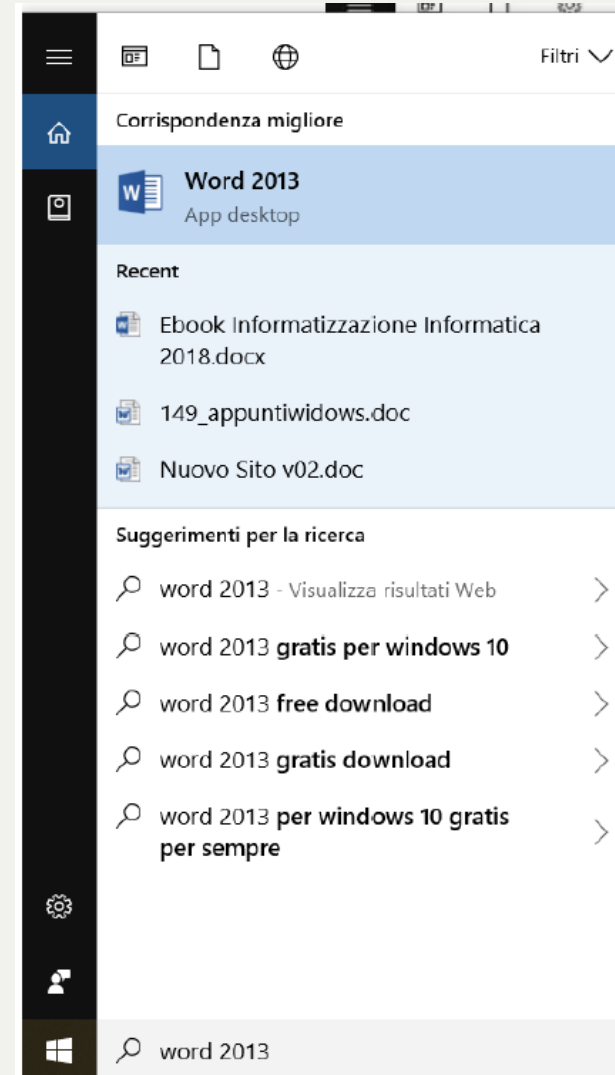 Filtri
Corrispondenza migliore
Word 2013
App desktop
Recent
Ebook Informatizzazione Informatica
2018.docx
149_appuntiwidows.doc
Nuovo Sito v02.doc
Suggerimenti per la ricerca
word 2013 - Visualizza risultati Web
word 2013 gratis per windows 10
word 2013 free download
word 2013 gratis download
word 2013 per windows 10 gratis
per sempre
word 2013